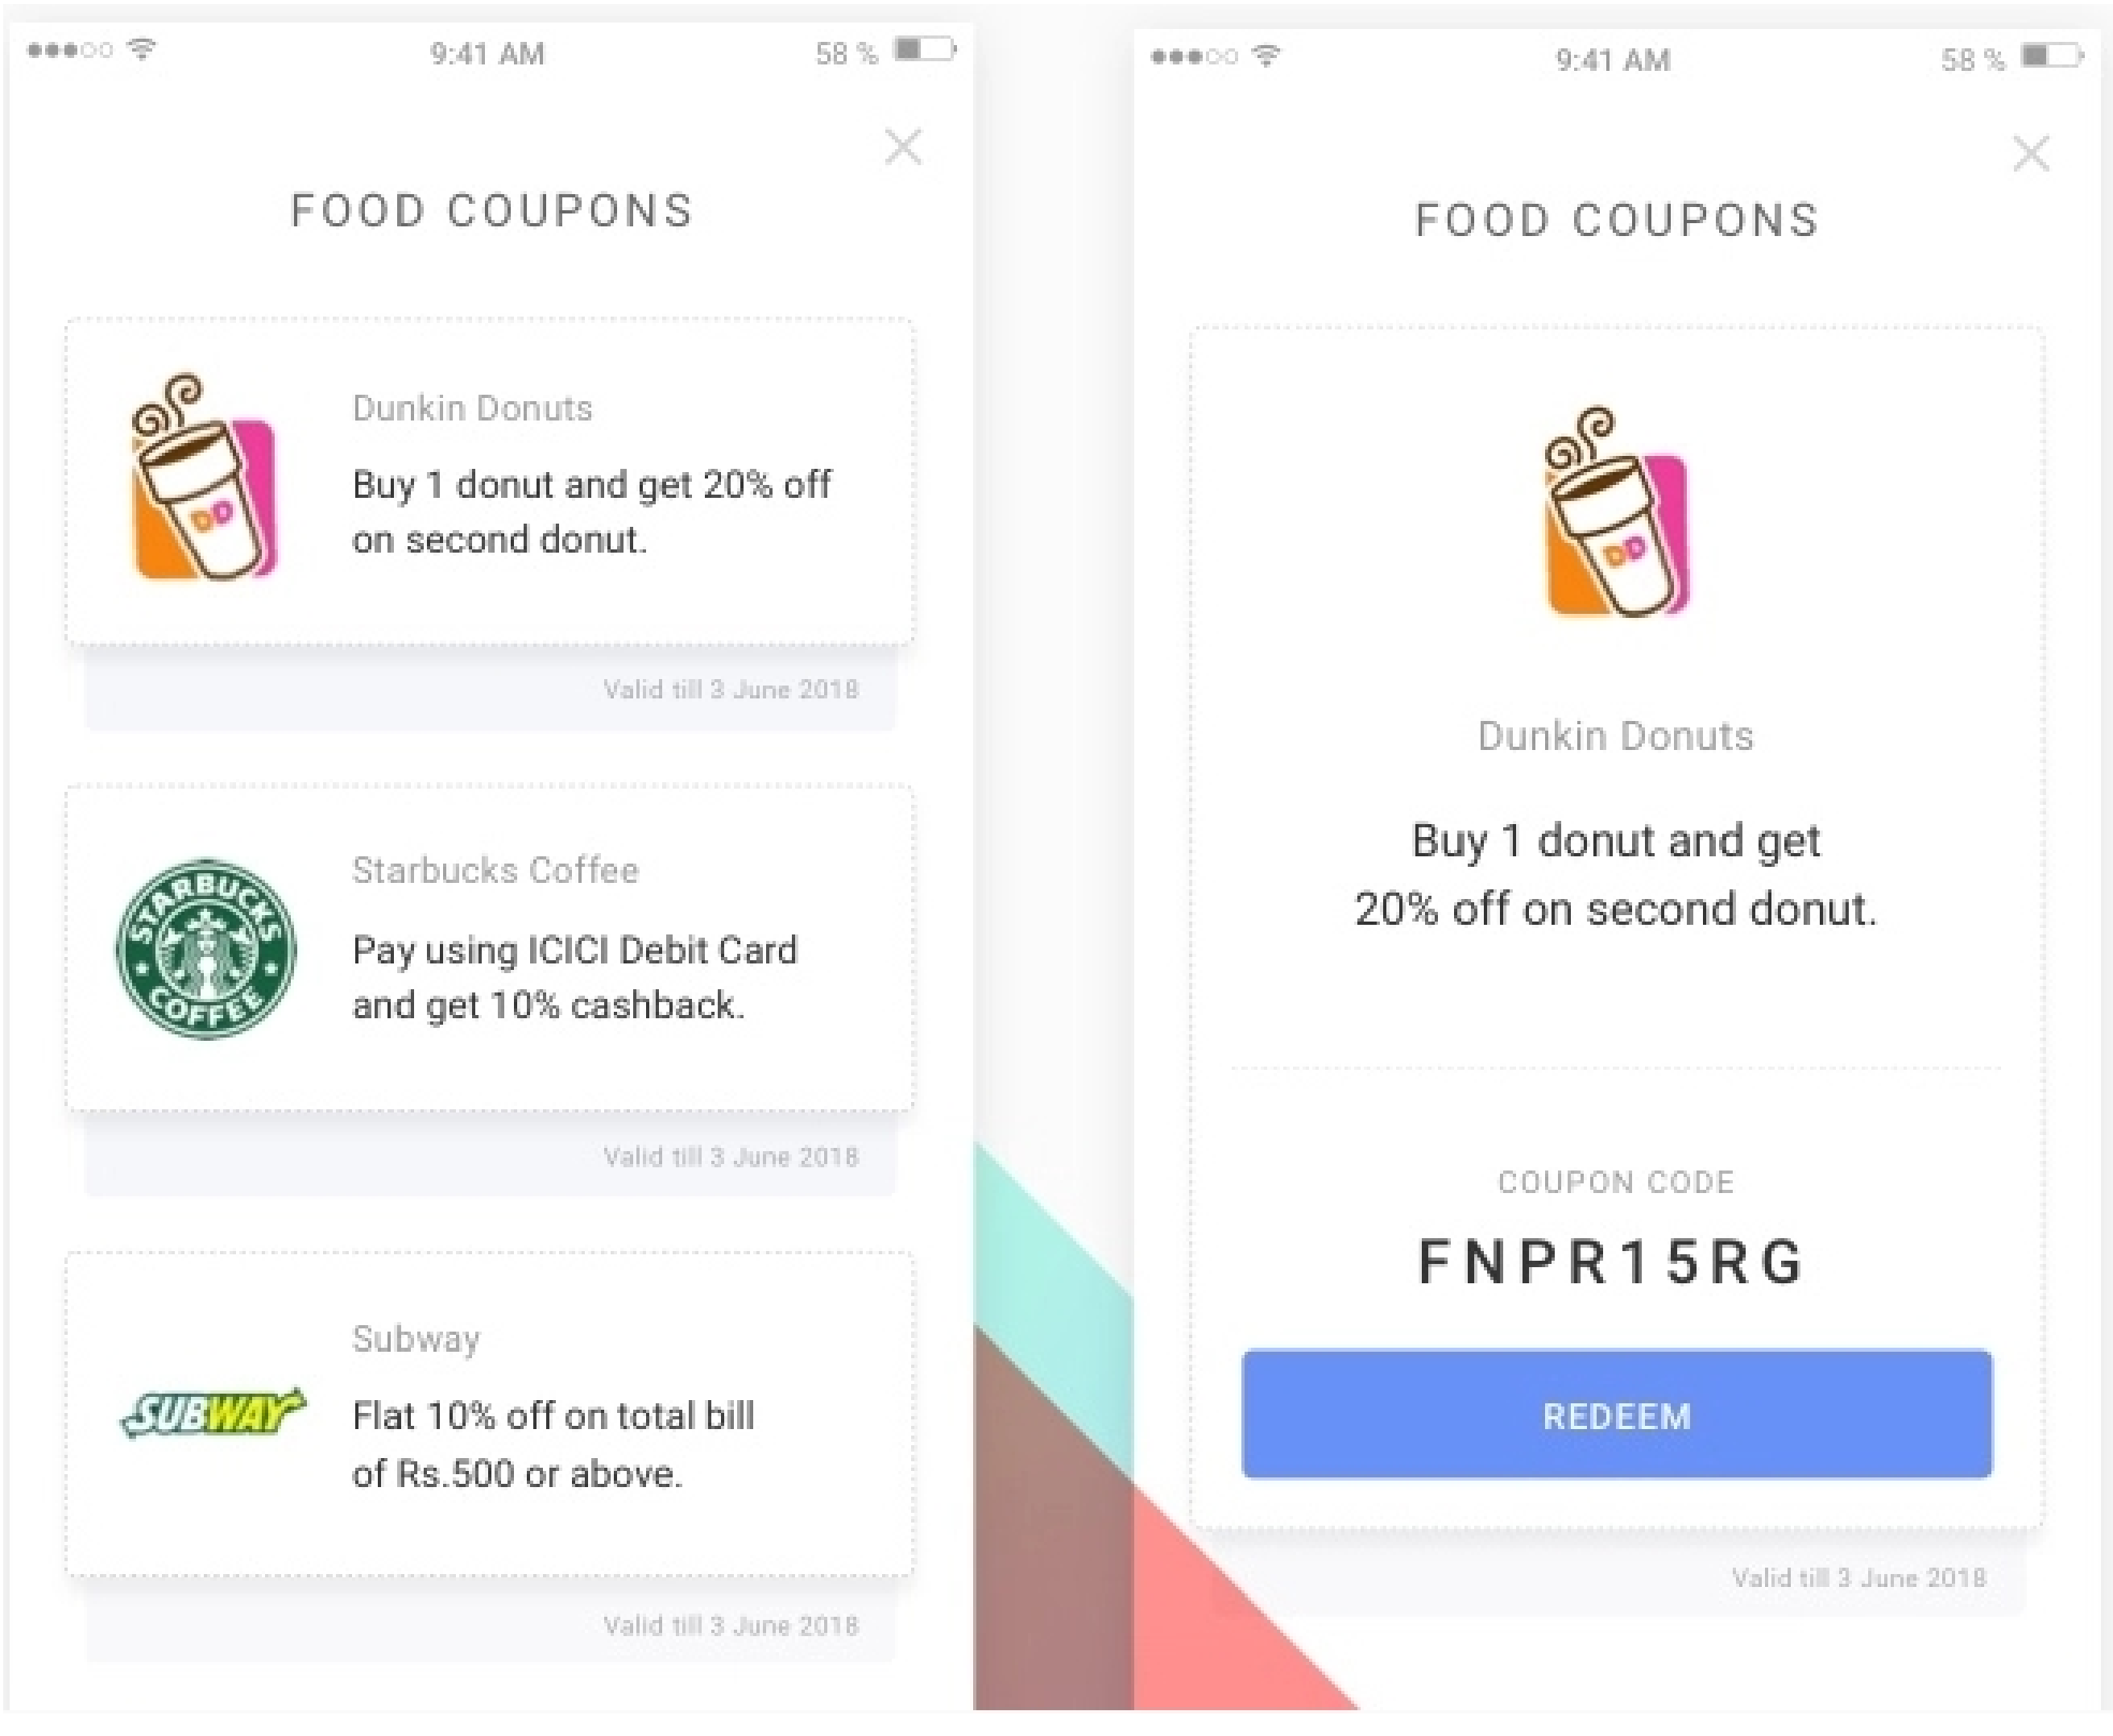 9:41 AM
58 %
FOOD COUPONS
Dunkin Donuts
Buy 1 donut and get 20% off
on second donut.
DD
Valid till 3 June 2018
Starbucks Coffee
Pay using ICICI Debit Card
and get 10% cashback.
STARBUCKS
COFFEE
Valid till 3 June 2018
Subway
SUBWAY
Flat 10% off on total bill
of Rs.500 or above.
Valid till 3 June 2018
9:41 AM
58 %
FOOD COUPONS
DD
Dunkin Donuts
Buy 1 donut and get
20% off on second donut.
COUPON CODE
FNPR15RG
REDEEM
Valid till 3 June 2018